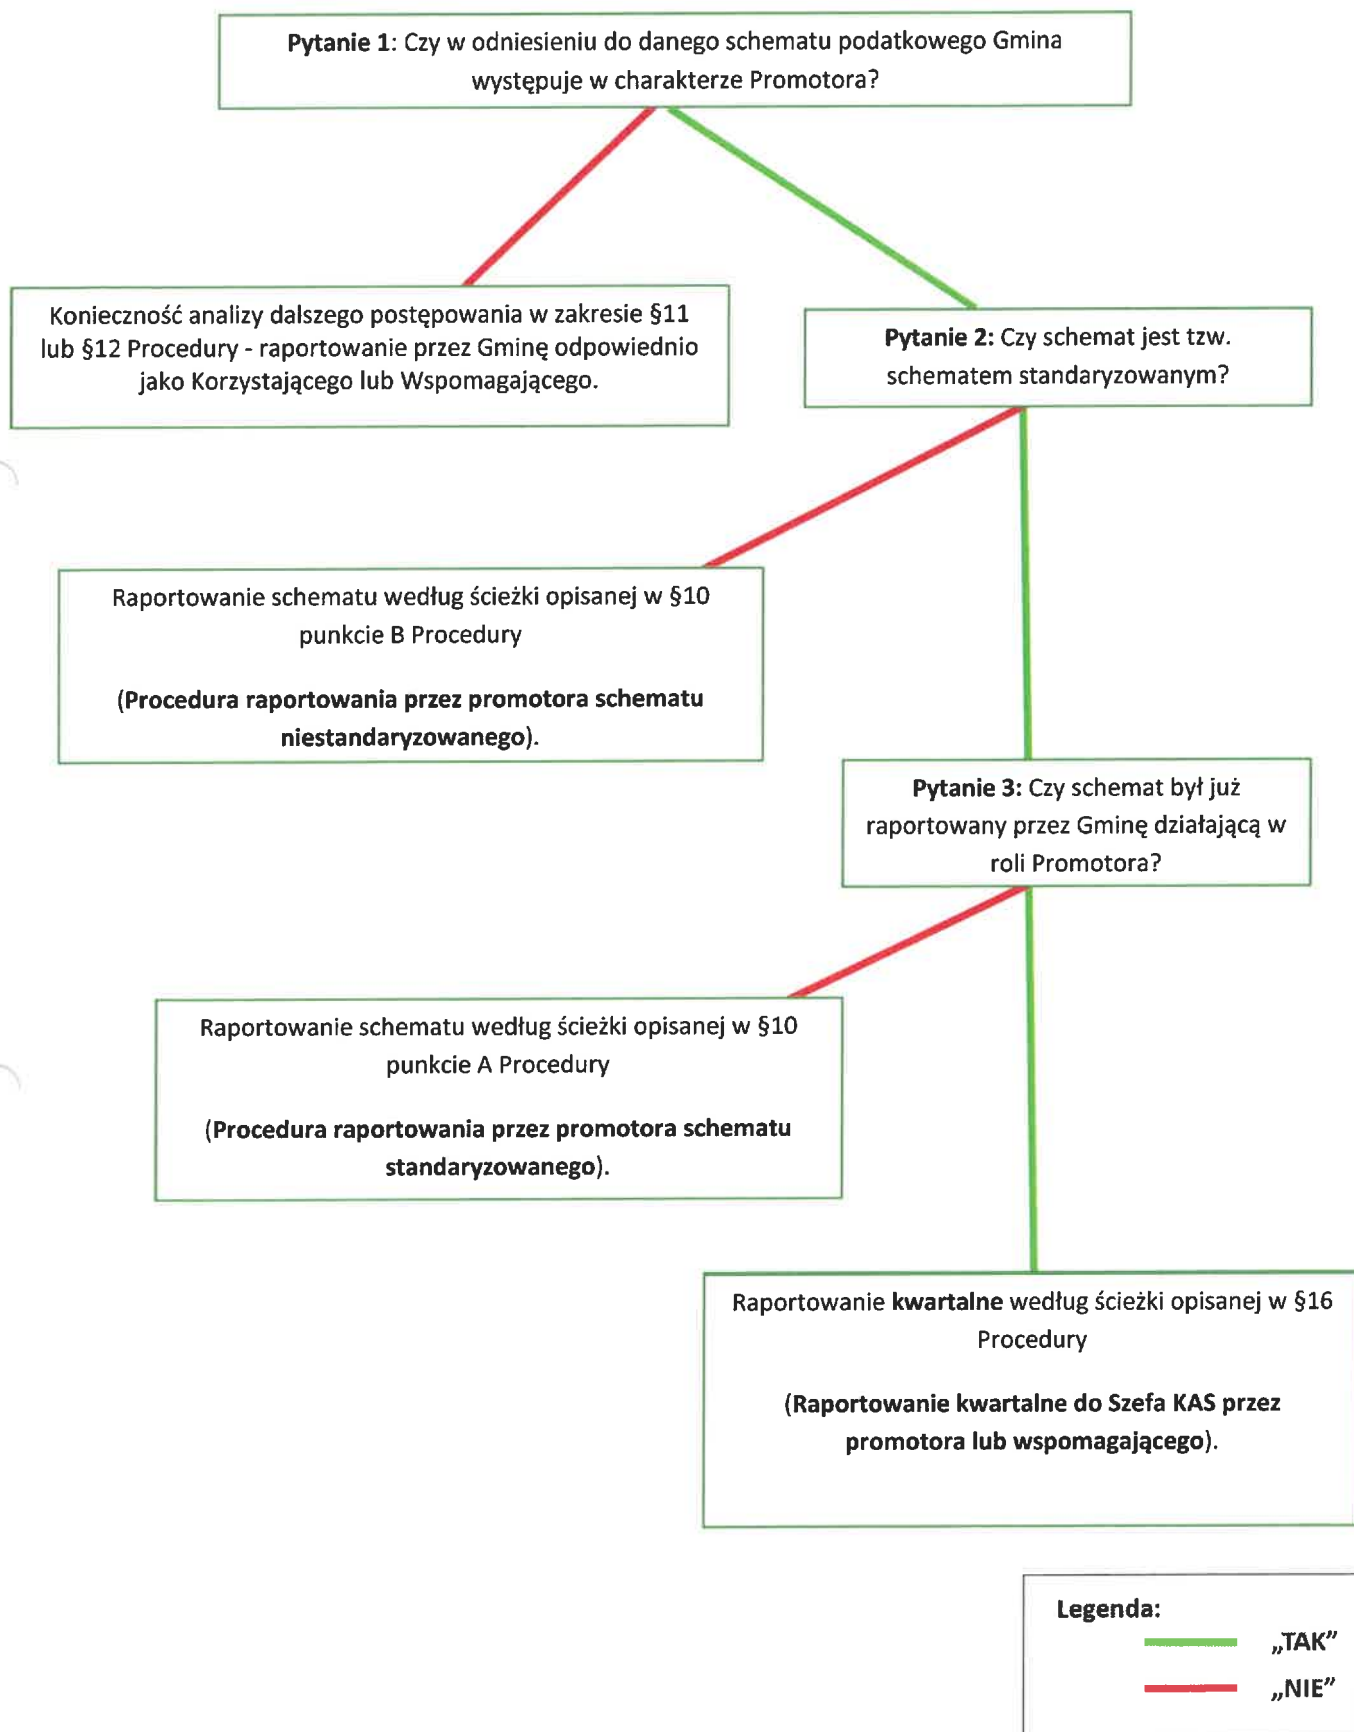 Pytanie 1: Czy w odniesieniu do danego schematu podatkowego Gmina
występuje w charakterze Promotora?
Konieczność analizy dalszego postępowania w zakresie §11
lub §12 Procedury - raportowanie przez Gminę odpowiednio
jako Korzystającego lub Wspomagającego.
Pytanie 2: Czy schemat jest tzw.
schematem standaryzowanym?
Raportowanie schematu według ścieżki opisanej w §10
punkcie B Procedury
(Procedura raportowania przez promotora schematu
niestandaryzowanego).
Pytanie 3: Czy schemat był już
raportowany przez Gminę działającą w
roli Promotora?
Raportowanie schematu według ścieżki opisanej w §10
punkcie A Procedury
(Procedura raportowania przez promotora schematu
standaryzowanego).
Raportowanie kwartalne według ścieżki opisanej w §16
Procedury
(Raportowanie kwartalne do Szefa KAS przez
promotora lub wspomagającego).
Legenda:
„TAK”
„NIE”